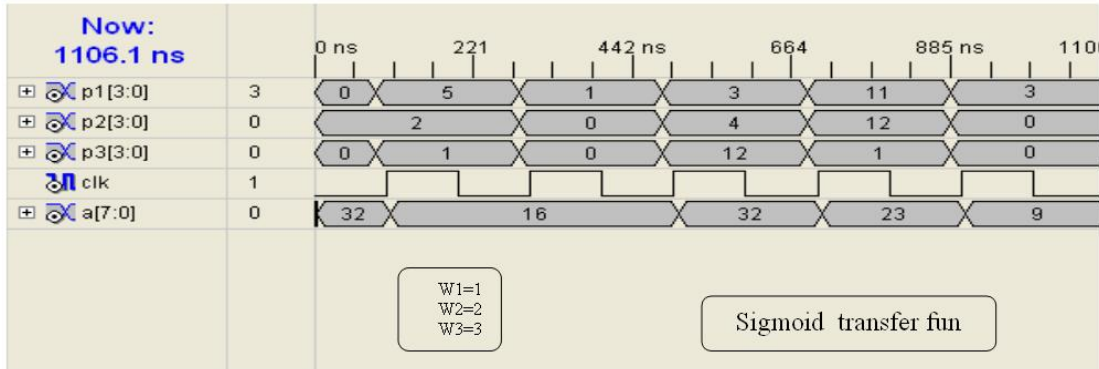 Now:
1106.1 ns
0 ns 221 442 ns 664 885 ns 110
p1[3:0] 3 0 5 1 3 11 3
p2[3:0] 0 2 0 4 12 0
p3[3:0] 0 0 1 0 12 1 0
clk 1
a[7:0] 0 32 16 32 23 9
W1=1
W2=2
W3=3
Sigmoid transfer fun